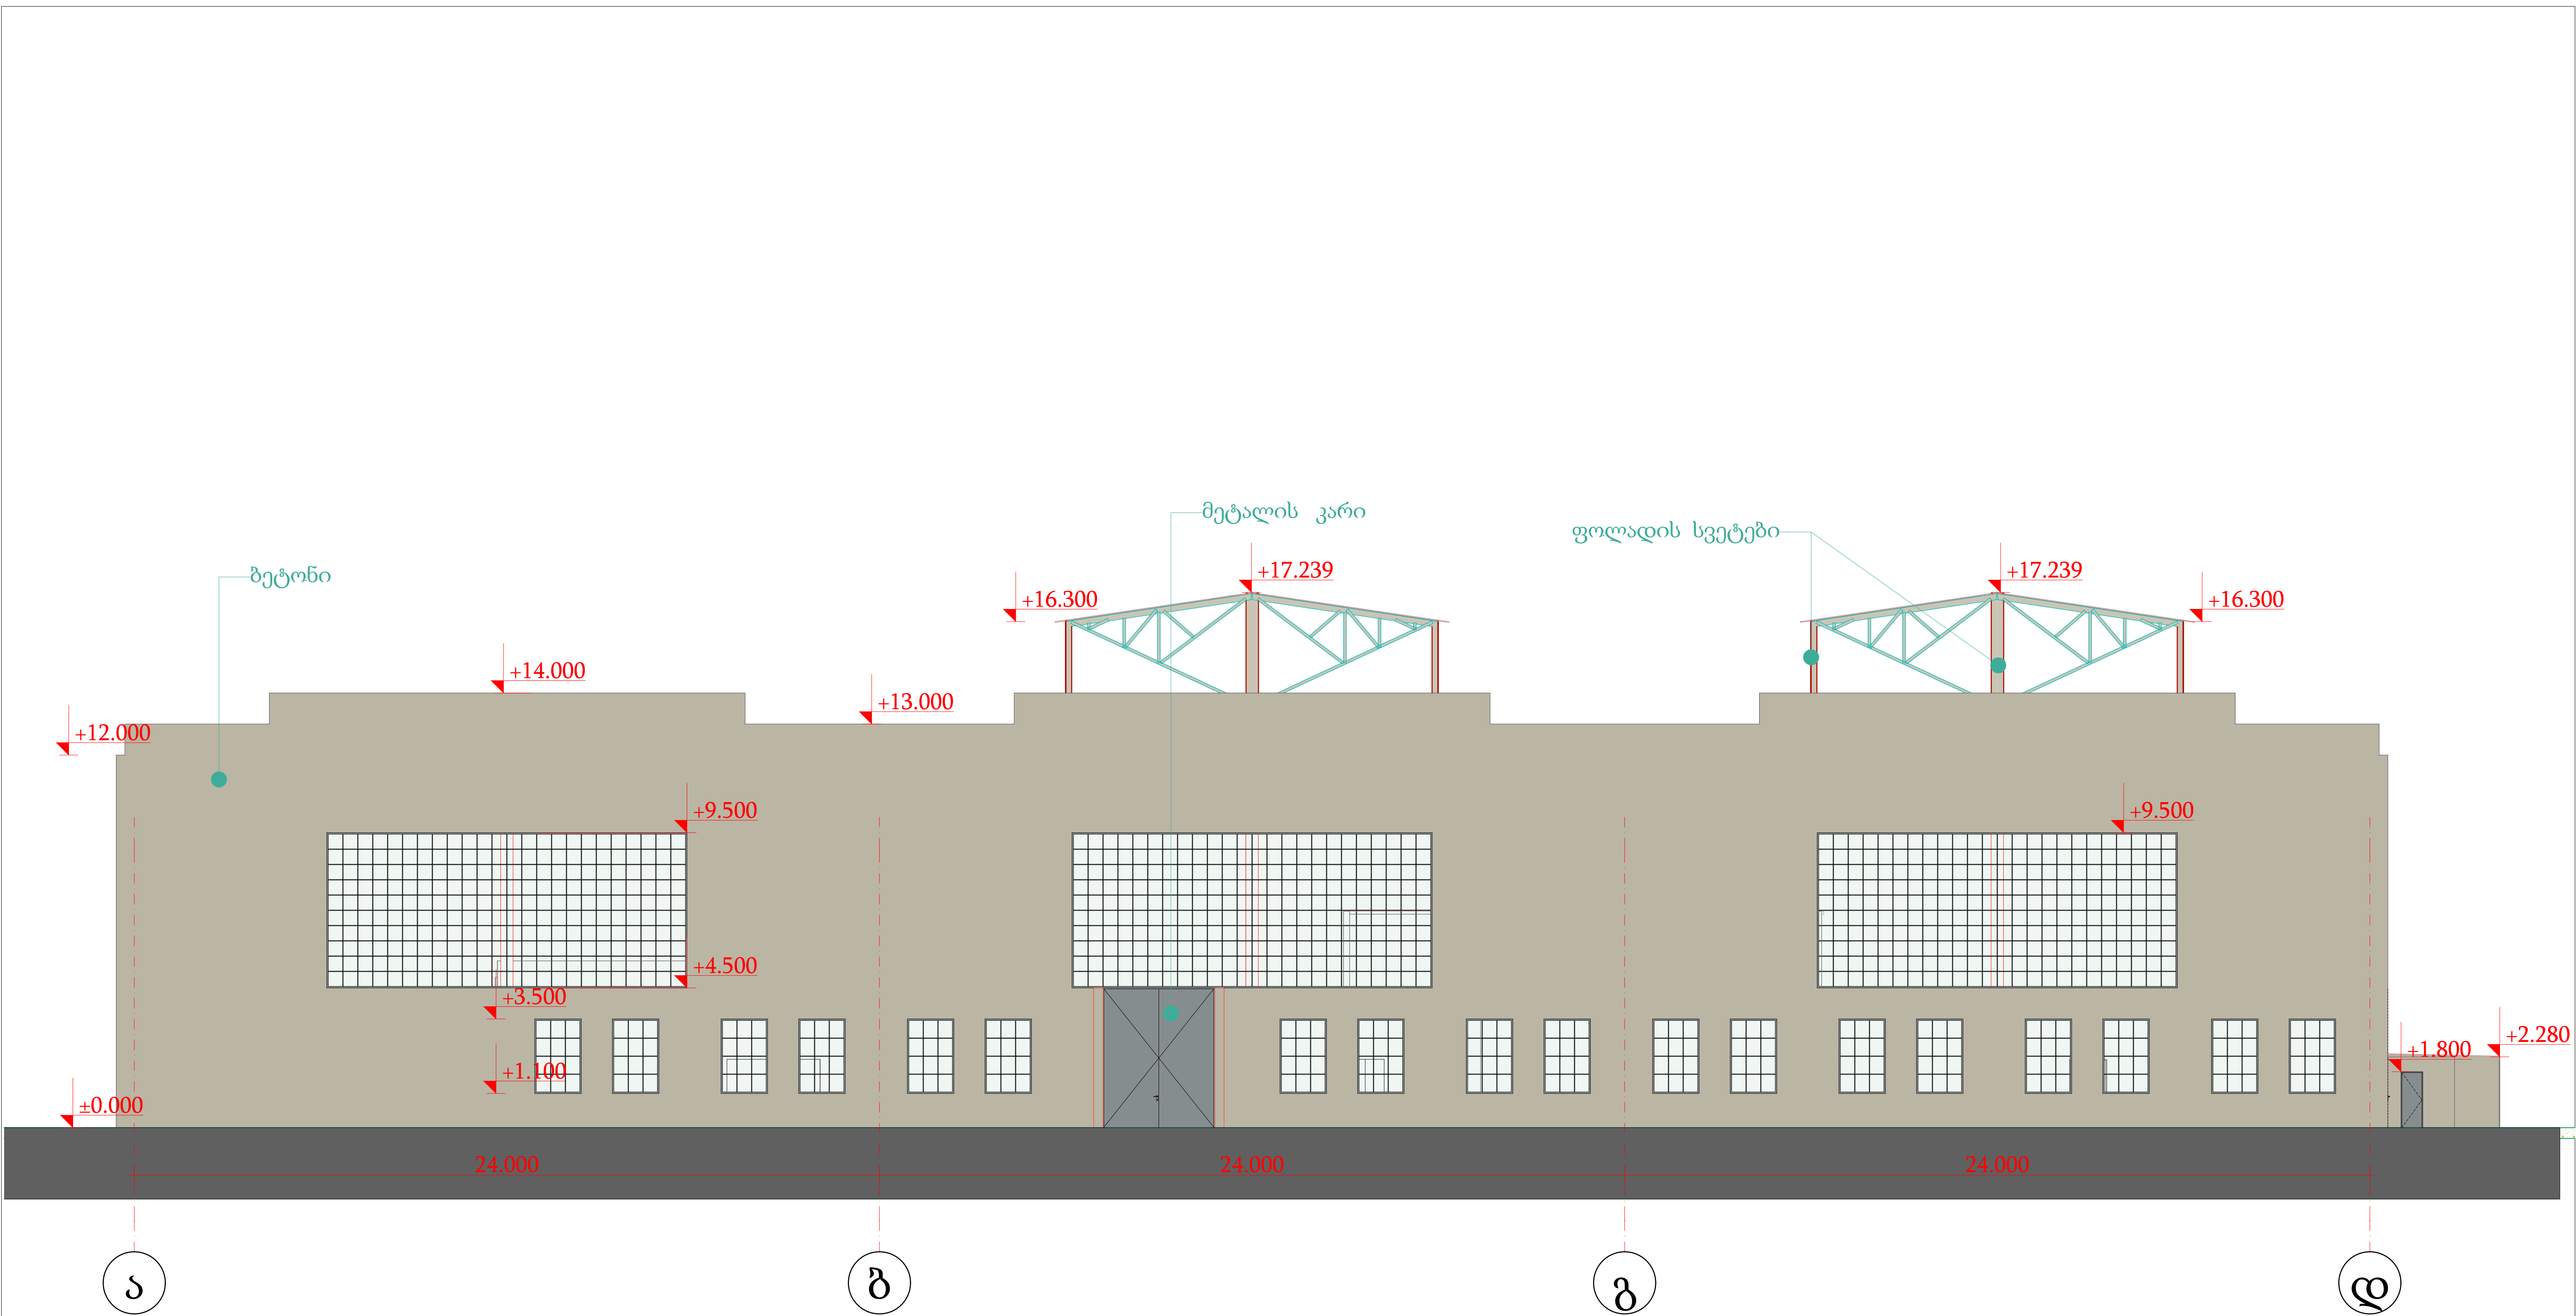 მეტალის კარი
ფოლადის სვეტები
ბეტონი
+17.239
+17.239
+16.300
+16.300
+14.000
+13.000
+12.000
+9.500
+9.500
+4.500
+3.500
+2.280
+1.800
+1.100
±0.000
24.000
24.000
24.000
ა
ბ
გ
დ